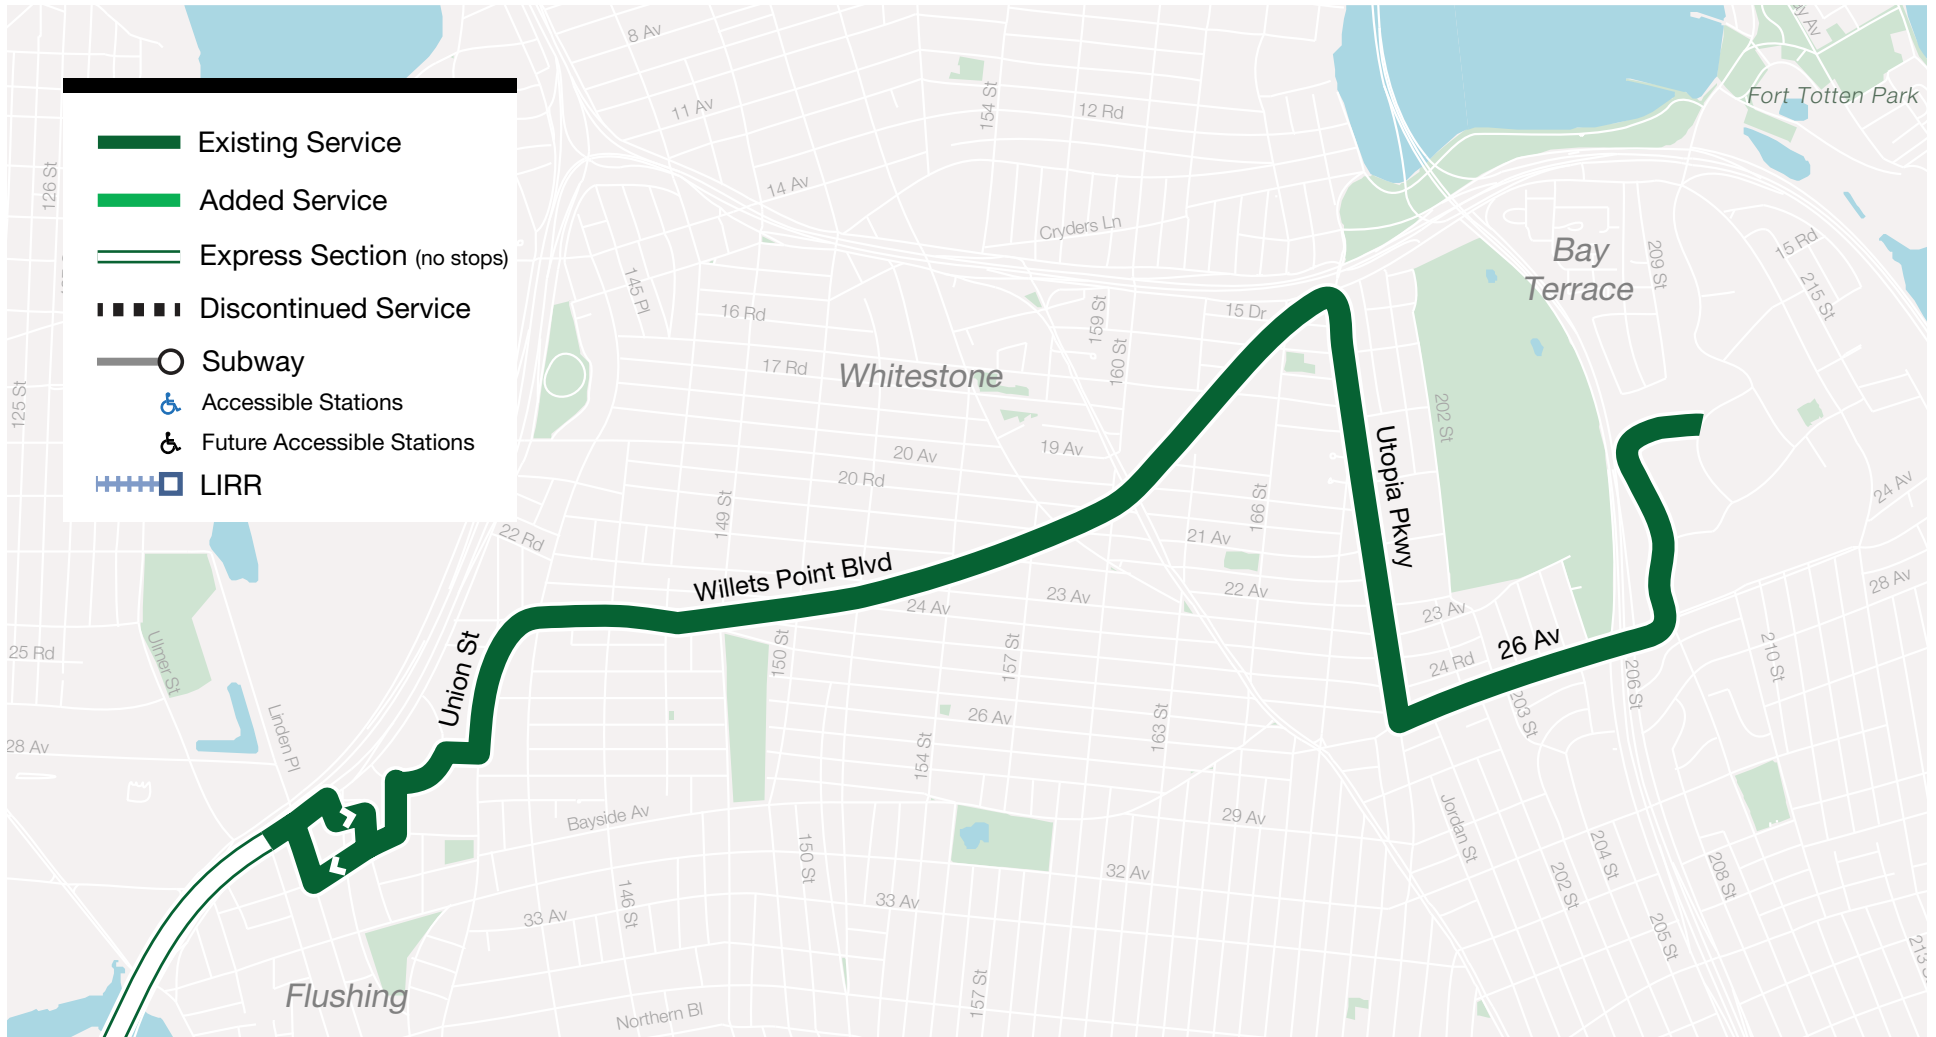 Existing Service
Added Service
Express Section (no stops)
Discontinued Service
Subway
Accessible Stations
Future Accessible Stations
LIRR
8 Av
11 Av
154 St
12 Rd
Fort Totten Park
126 St
14 Av
Cryders Ln
Bay
Terrace
209 St
15 Rd
215 St
145 Pl
16 Rd
159 St
15 Dr
17 Rd
Whitestone
160 St
125 St
202 St
20 Av
19 Av
20 Rd
Utopia Pkwy
24 Av
149 St
166 St
22 Rd
21 Av
Willets Point Blvd
24 Av
23 Av
22 Av
23 Av
28 Av
25 Rd
Ulmer St
Union St
150 St
157 St
24 Rd
26 Av
206 St
210 St
Linden Pl
26 Av
163 St
203 St
28 Av
154 St
Bayside Av
29 Av
Jordan St
150 St
32 Av
202 St
204 St
208 St
146 St
33 Av
33 Av
205 St
Flushing
157 St
Northern Bl